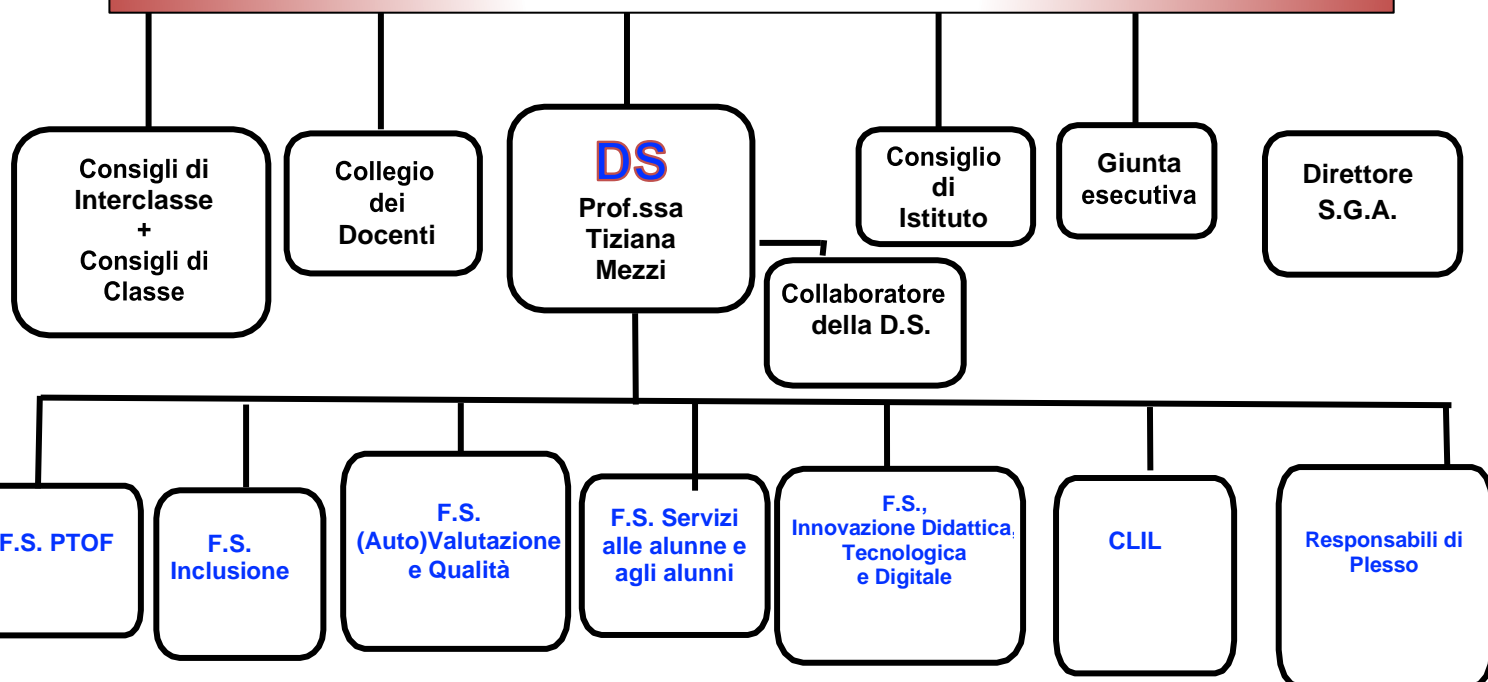 Consigli di
Interclasse
+
Consigli di
Classe
Collegio
dei
Docenti
DS
Prof.ssa
Tiziana
Mezzi
Collaboratore
della D.S.
Consiglio
di
Istituto
Giunta
esecutiva
Direttore
S.G.A.
F.S. PTOF
F.S.
Inclusione
F.S.
(Auto)Valutazione
e Qualità
F.S. Servizi
alle alunne e
agli alunni
F.S.,
Innovazione Didattica,
Tecnologica
e Digitale
CLIL
Responsabili di
Plesso